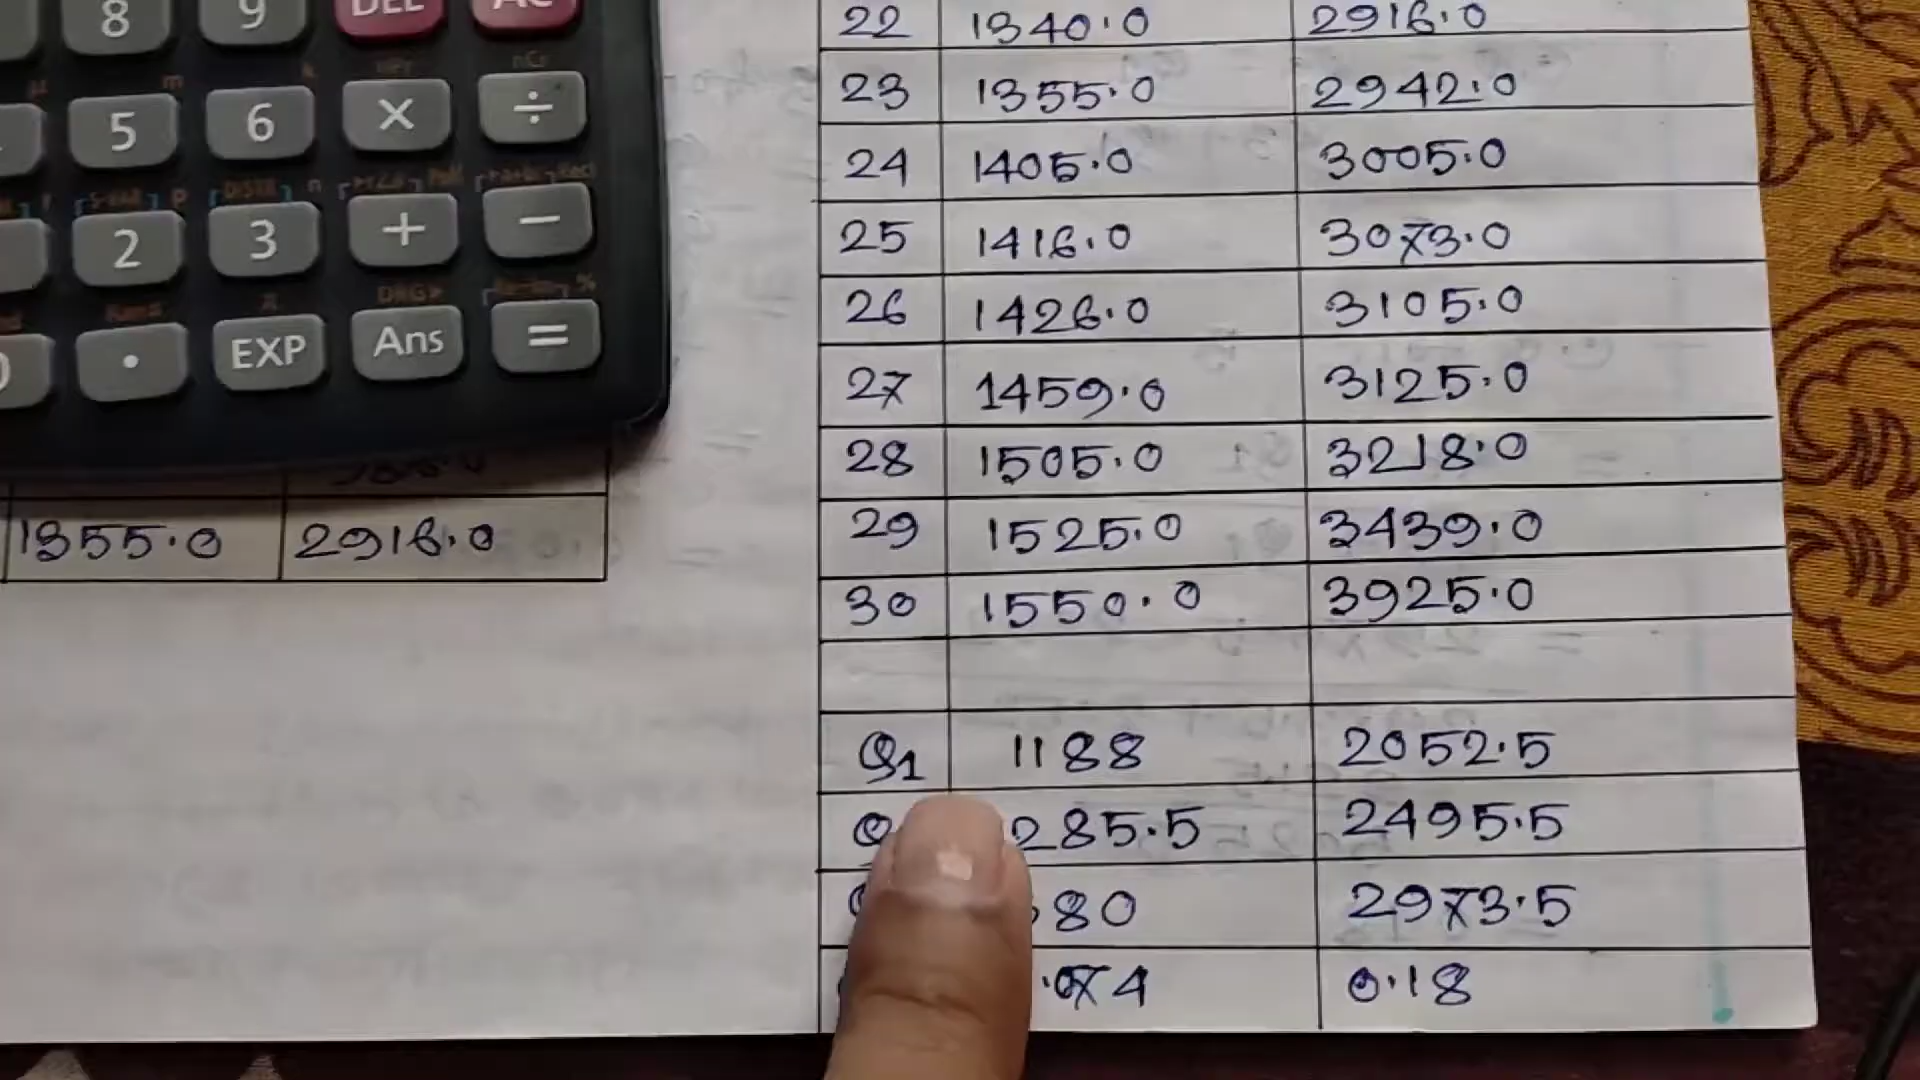 8 9 DEL AC
5 6 × ÷
2 3 + −
. EXP Ans =
1355.0 2916.0
22 1340.0 2916.0
23 1355.0 2942.0
24 1405.0 3005.0
25 1416.0 3073.0
26 1426.0 3105.0
27 1459.0 3125.0
28 1505.0 3218.0
29 1525.0 3439.0
30 1550.0 3925.0
Q1 1188 2052.5
285.5 2495.5
80 2973.5
.074 0.18